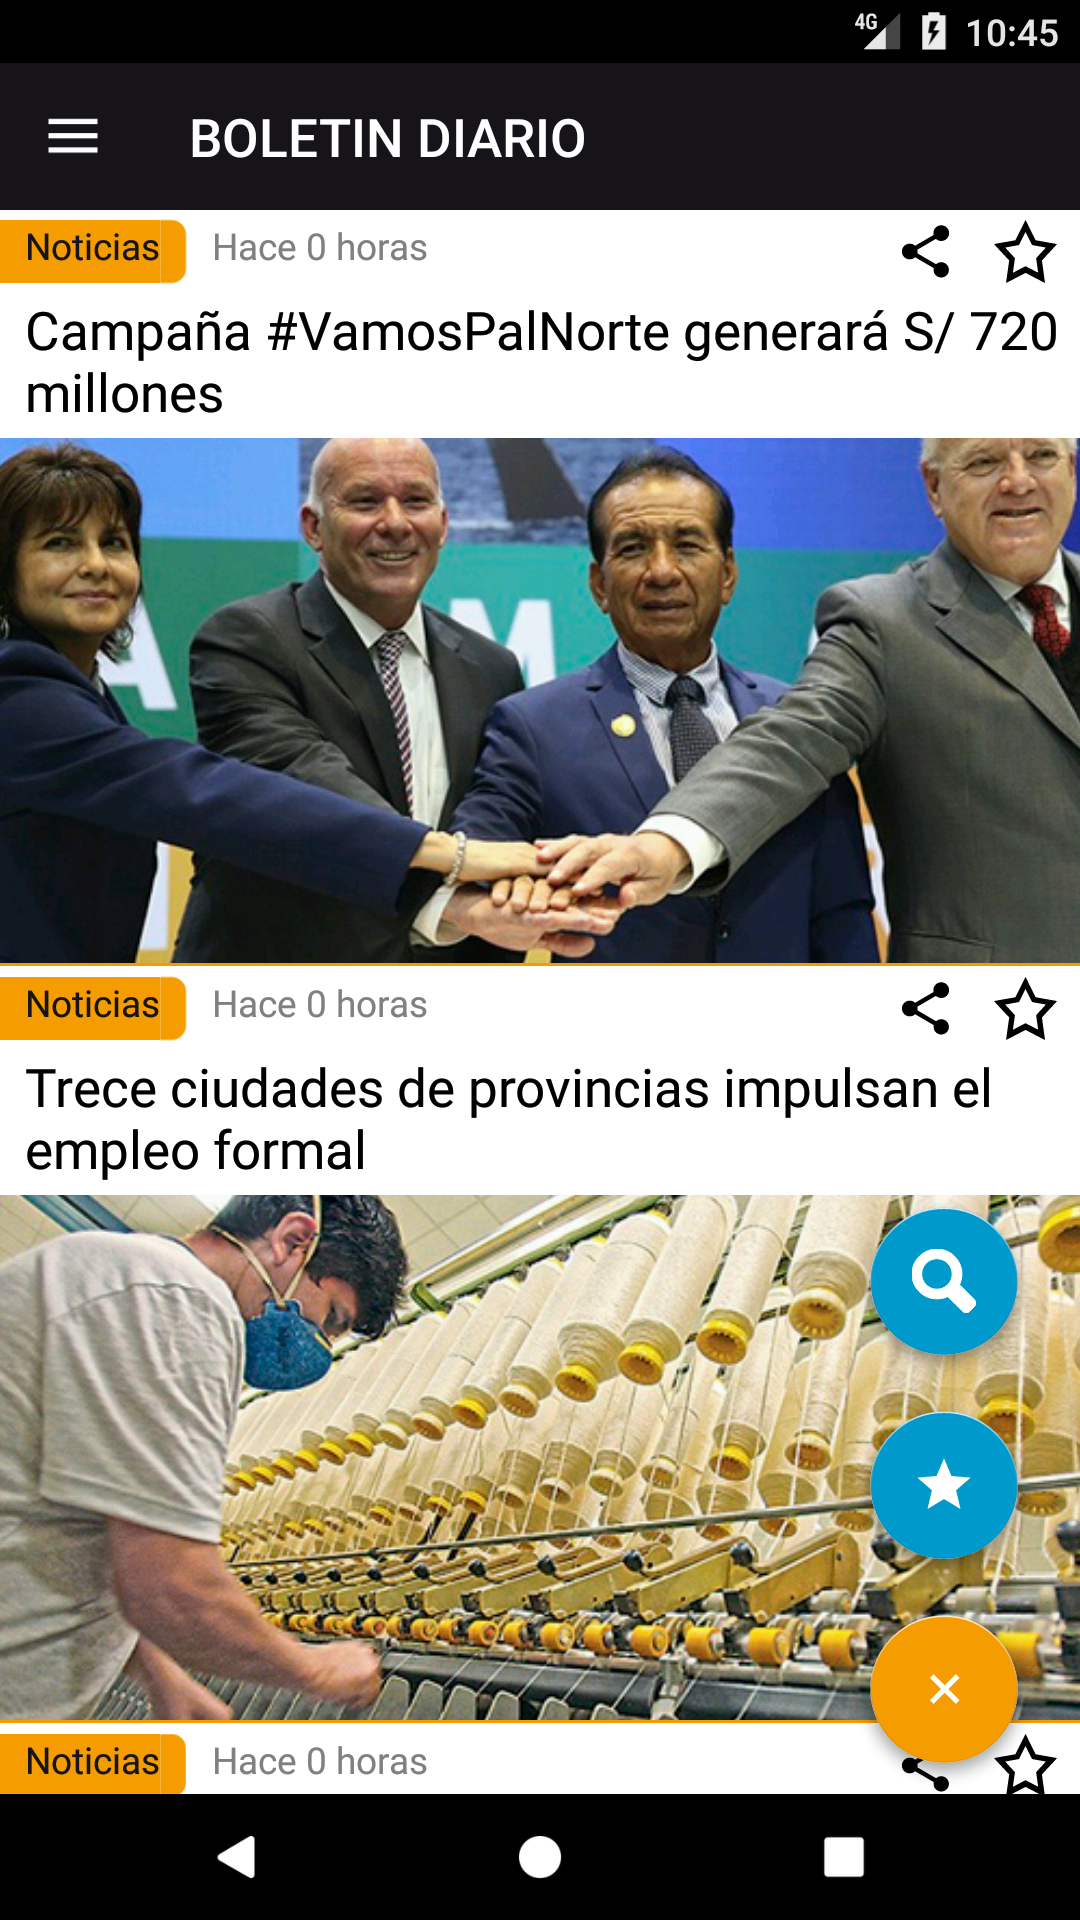 4G 10:45
BOLETIN DIARIO
Noticias Hace 0 horas
Campaña #VamosPalNorte generará S/ 720
millones
A M
Noticias Hace 0 horas
Trece ciudades de provincias impulsan el
empleo formal
Noticias Hace 0 horas